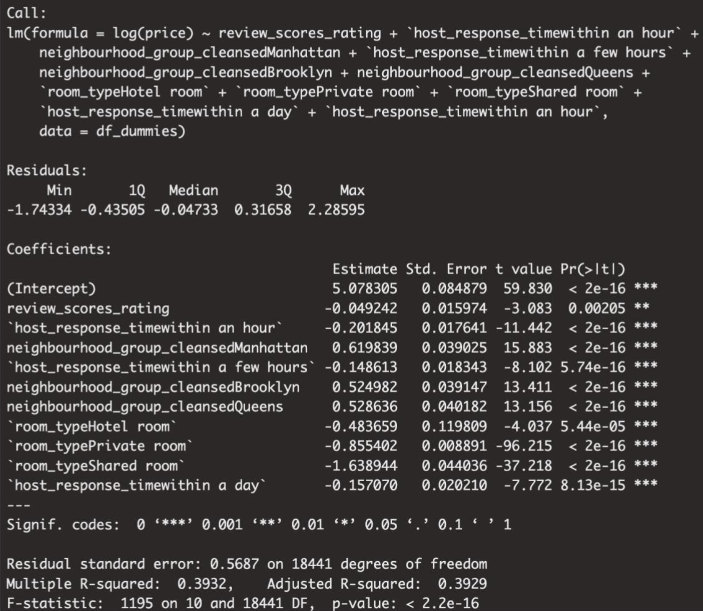 Call:
lm(formula = log(price) ~ review_scores_rating + `host_response_timewithin an hour` +
    neighbourhood_group_cleansedManhattan + `host_response_timewithin a few hours` +
    neighbourhood_group_cleansedBrooklyn + neighbourhood_group_cleansedQueens +
    `room_typeHotel room` + `room_typePrivate room` + `room_typeShared room` +
    `host_response_timewithin a day` + `host_response_timewithin an hour`,
    data = df_dummies)

Residuals:
     Min       1Q   Median       3Q      Max
-1.74334 -0.43505 -0.04733  0.31658  2.28595

Coefficients:
                                        Estimate Std. Error t value Pr(>|t|)
(Intercept)                             5.078305   0.084879  59.830  < 2e-16 ***
review_scores_rating                   -0.049242   0.015974  -3.083  0.00205 **
`host_response_timewithin an hour`     -0.201845   0.017641 -11.442  < 2e-16 ***
neighbourhood_group_cleansedManhattan   0.619839   0.039025  15.883  < 2e-16 ***
`host_response_timewithin a few hours` -0.148613   0.018343  -8.102 5.74e-16 ***
neighbourhood_group_cleansedBrooklyn    0.524982   0.039147  13.411  < 2e-16 ***
neighbourhood_group_cleansedQueens      0.528636   0.040182  13.156  < 2e-16 ***
`room_typeHotel room`                  -0.483659   0.119809  -4.037 5.44e-05 ***
`room_typePrivate room`                -0.855402   0.008891 -96.215  < 2e-16 ***
`room_typeShared room`                 -1.638944   0.044036 -37.218  < 2e-16 ***
`host_response_timewithin a day`       -0.157070   0.020210  -7.772 8.13e-15 ***
---
Signif. codes:  0 ‘***’ 0.001 ‘**’ 0.01 ‘*’ 0.05 ‘.’ 0.1 ‘ ’ 1

Residual standard error: 0.5687 on 18441 degrees of freedom
Multiple R-squared:  0.3932,    Adjusted R-squared:  0.3929
F-statistic:  1195 on 10 and 18441 DF,  p-value: < 2.2e-16